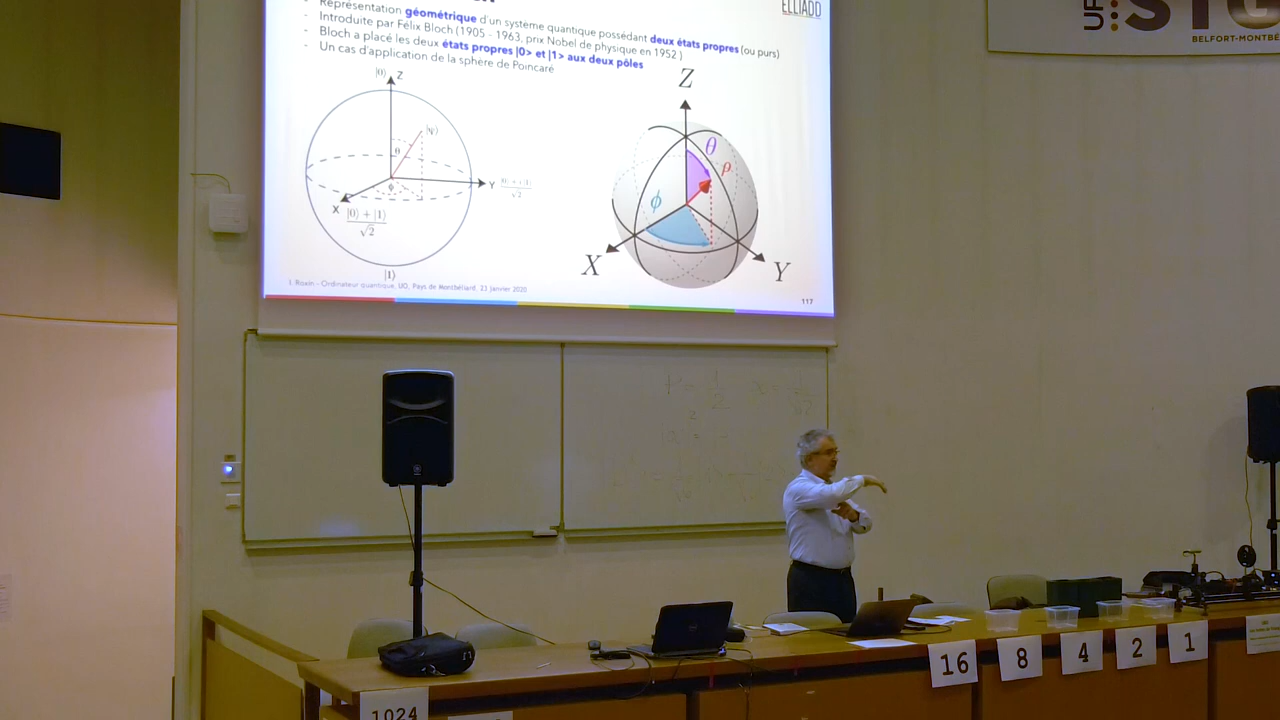 ELLIADD
- Représentation géométrique d'un système quantique possédant deux états propres (ou purs)
- Introduite par Félix Bloch (1905 - 1963, prix Nobel de physique en 1952 )
- Bloch a placé les deux états propres |0> et |1> aux deux pôles
- Un cas d'application de la sphère de Poincaré
|0⟩ Z
|ψ⟩
θ
ϕ
Y
X
|0⟩ + |1⟩
√2
|1⟩
Z
θ
ρ
ϕ
X
Y
I. Roxin - Ordinateur quantique, UO, Pays de Montbéliard, 23 Janvier 2020
117
STG
BELFORT-MONTBÉ
1024
16
8
4
2
1